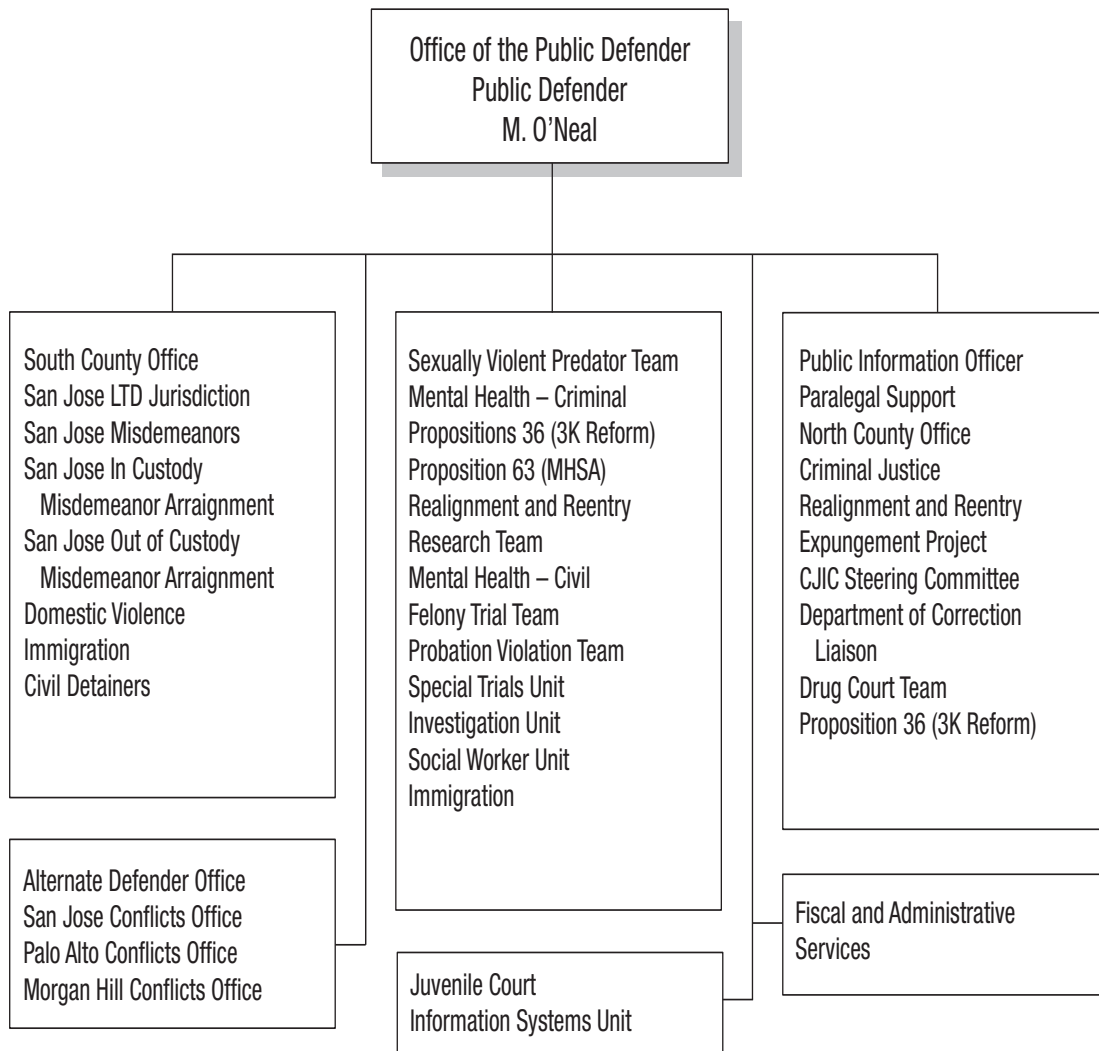 Office of the Public Defender
Public Defender
M. O’Neal
South County Office
San Jose LTD Jurisdiction
San Jose Misdemeanors
San Jose In Custody
Misdemeanor Arraignment
San Jose Out of Custody
Misdemeanor Arraignment
Domestic Violence
Immigration
Civil Detainers
Sexually Violent Predator Team
Mental Health – Criminal
Propositions 36 (3K Reform)
Proposition 63 (MHSA)
Realignment and Reentry
Research Team
Mental Health – Civil
Felony Trial Team
Probation Violation Team
Special Trials Unit
Investigation Unit
Social Worker Unit
Immigration
Public Information Officer
Paralegal Support
North County Office
Criminal Justice
Realignment and Reentry
Expungement Project
CJIC Steering Committee
Department of Correction
Liaison
Drug Court Team
Proposition 36 (3K Reform)
Alternate Defender Office
San Jose Conflicts Office
Palo Alto Conflicts Office
Morgan Hill Conflicts Office
Juvenile Court
Information Systems Unit
Fiscal and Administrative
Services